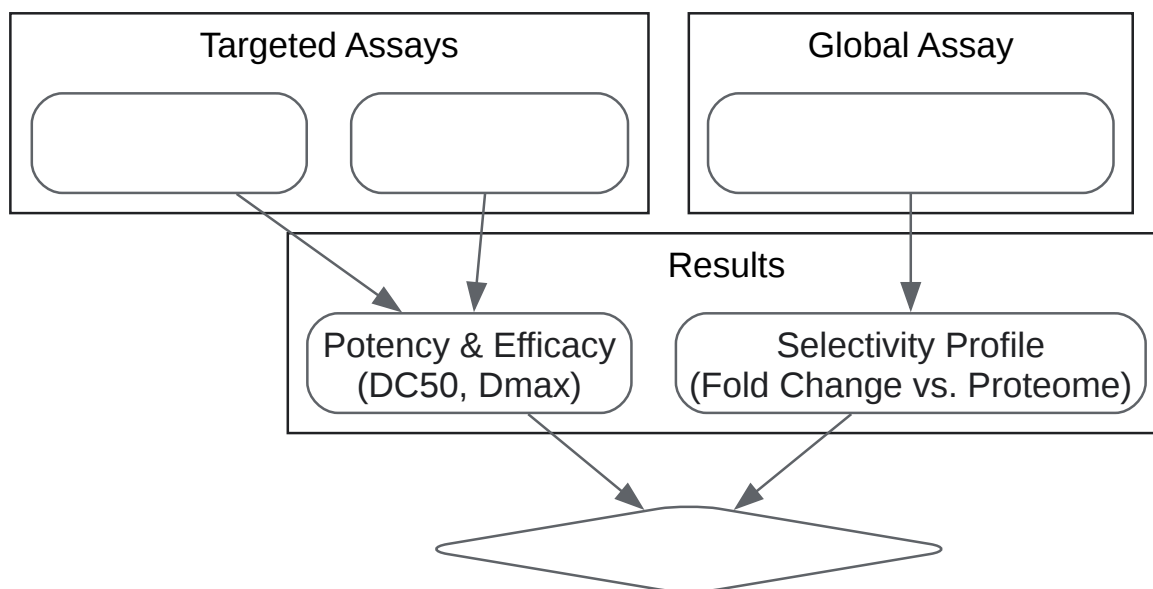 Targeted Assays
Global Assay
Results
Potency & Efficacy
(DC50, Dmax)
Selectivity Profile
(Fold Change vs. Proteome)